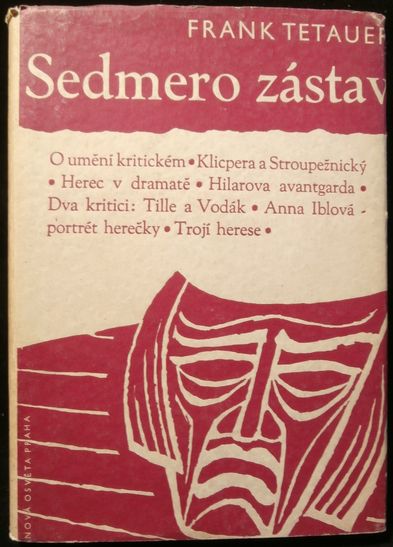 FRANK TETAUER
Sedmero zástav
O umění kritickém • Klicpera a Stroupežnický
• Herec v dramatě • Hilarova avantgarda •
Dva kritici: Tille a Vodák • Anna Iblová -
portrét herečky • Trojí herese •
NOVÁ OSVĚTA PRAHA